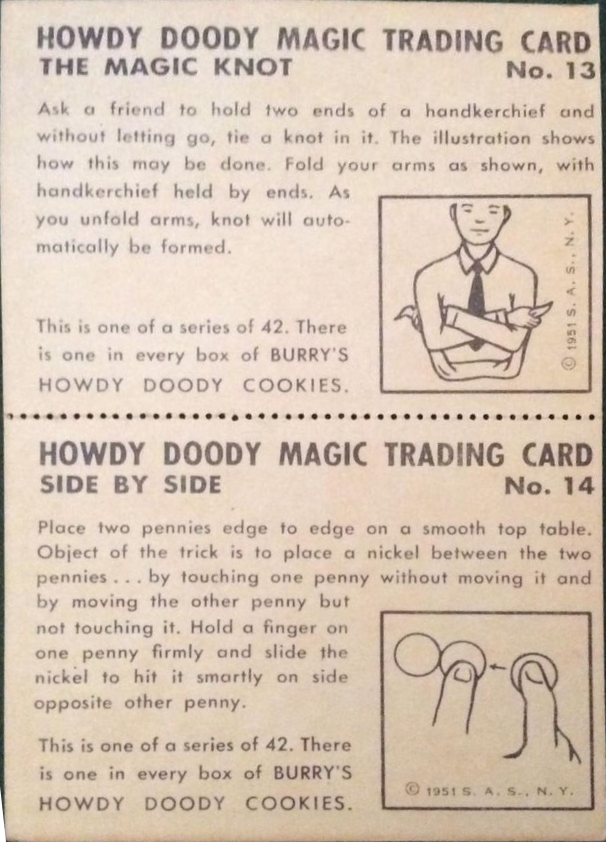 HOWDY DOODY MAGIC TRADING CARD
THE MAGIC KNOT No. 13
Ask a friend to hold two ends of a handkerchief and
without letting go, tie a knot in it. The illustration shows
how this may be done. Fold your arms as shown, with
handkerchief held by ends. As
you unfold arms, knot will auto-
matically be formed.
© 1951 S. A. S., N. Y.
This is one of a series of 42. There
is one in every box of BURRY'S
HOWDY DOODY COOKIES.
HOWDY DOODY MAGIC TRADING CARD
SIDE BY SIDE No. 14
Place two pennies edge to edge on a smooth top table.
Object of the trick is to place a nickel between the two
pennies . . . by touching one penny without moving it and
by moving the other penny but
not touching it. Hold a finger on
one penny firmly and slide the
nickel to hit it smartly on side
opposite other penny.
This is one of a series of 42. There
is one in every box of BURRY'S
HOWDY DOODY COOKIES.
© 1951 S. A. S., N. Y.